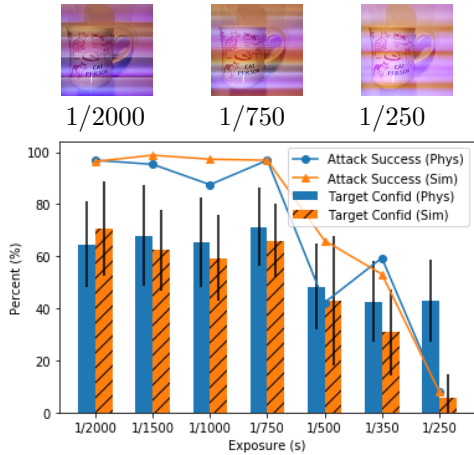 CAT
PERSON
CAT
PERSON
CAT
PERSON
1/2000 1/750 1/250
100
80
60
40
20
0
Percent (%)
Attack Success (Phys)
Attack Success (Sim)
Target Confid (Phys)
Target Confid (Sim)
1/2000 1/1500 1/1000 1/750 1/500 1/350 1/250
Exposure (s)